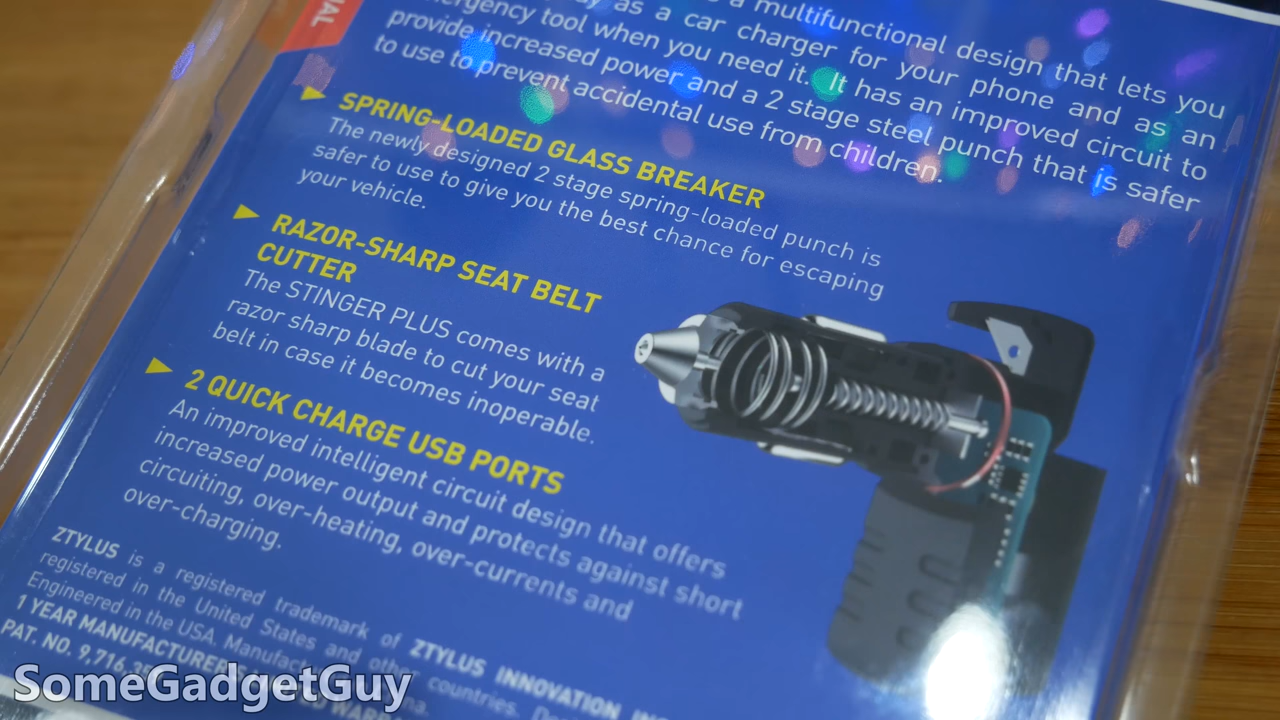 a multifunctional design that lets you
as a car charger for your phone and as an
emergency tool when you need it. It has an improved circuit to
provide increased power and a 2 stage steel punch that is safer
to use to prevent accidental use from children.
SPRING-LOADED GLASS BREAKER
The newly designed 2 stage spring-loaded punch is
safer to use to give you the best chance for escaping
your vehicle.
RAZOR-SHARP SEAT BELT
CUTTER
The STINGER PLUS comes with a
razor sharp blade to cut your seat
belt in case it becomes inoperable.
2 QUICK CHARGE USB PORTS
An improved intelligent circuit design that offers
increased power output and protects against short
circuiting, over-heating, over-currents and
over-charging.
ZTYLUS is a registered trademark of ZTYLUS INNOVATION
registered in the United States and other countries.
Engineered in the USA.
1 YEAR MANUFACTURER
PAT. NO. 9,716,
SomeGadgetGuy